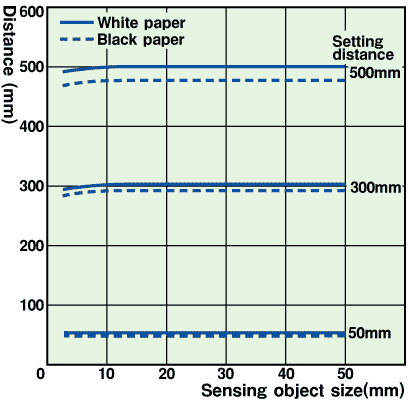 Distance (mm)
600
500
400
300
200
100
0
White paper
Black paper
Setting
distance
500mm
300mm
50mm
10
20
30
40
50
Sensing object size(mm)